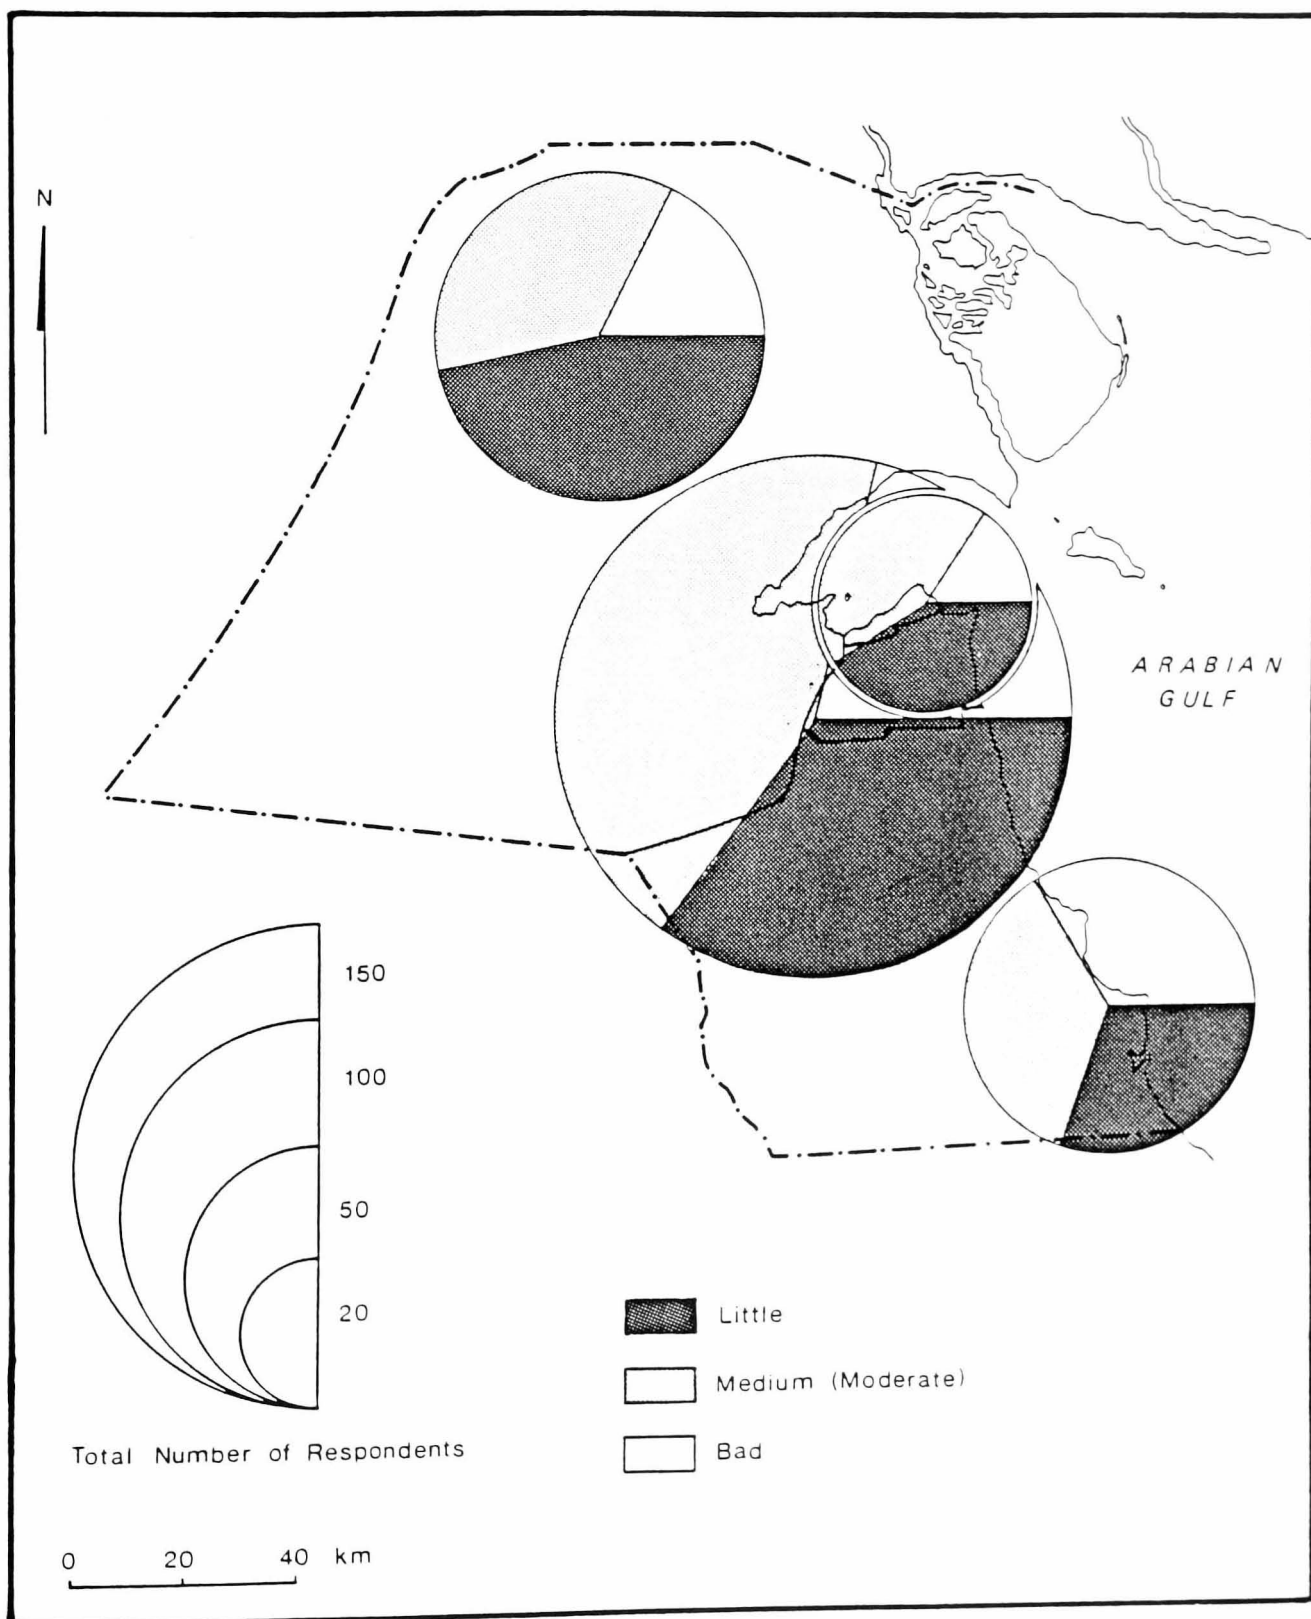 N
ARABIAN
GULF
150
100
50
20
Total Number of Respondents
Little
Medium (Moderate)
Bad
0 20 40 km